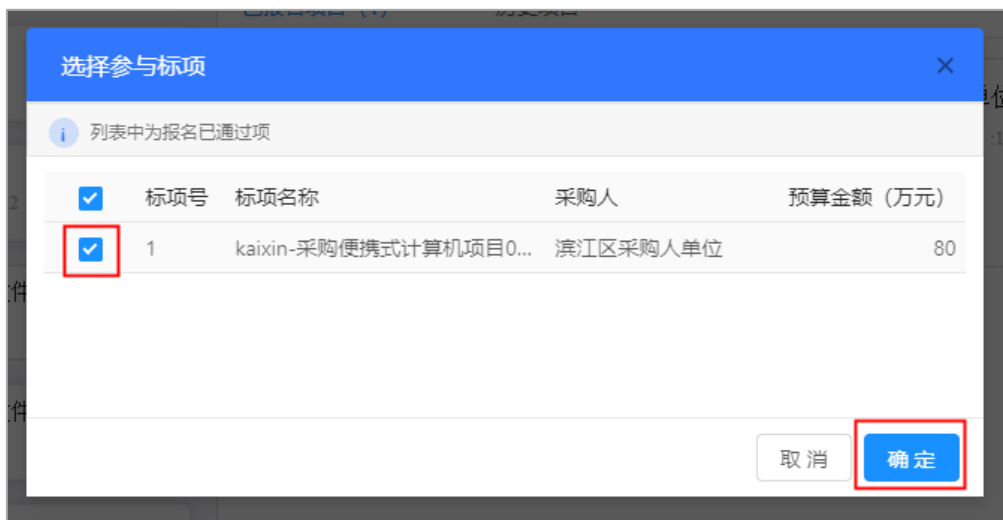 选择参与标项
列表中为报名已通过项
标项号 标项名称 采购人 预算金额（万元）
1 kaixin-采购便携式计算机项目0... 滨江区采购人单位 80
取消 确定